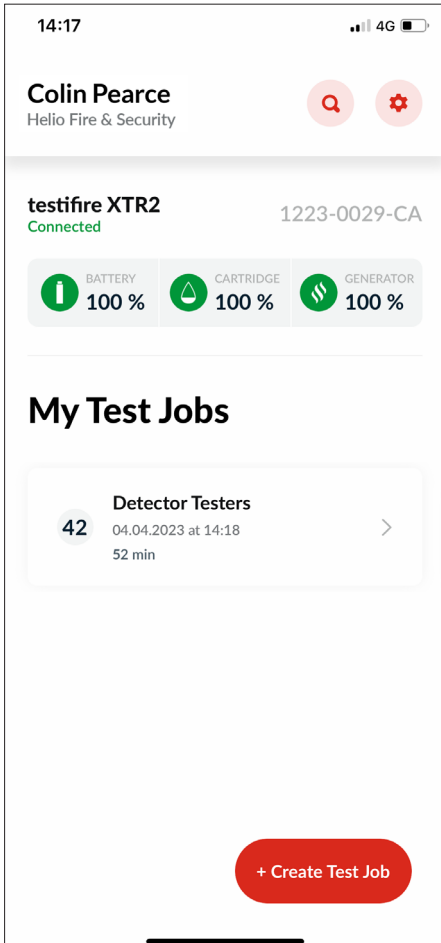 14:17
4G
Colin Pearce
Helio Fire & Security
testifire XTR2
1223-0029-CA
Connected
BATTERY
100 %
CARTRIDGE
100 %
GENERATOR
100 %
My Test Jobs
42
Detector Testers
04.04.2023 at 14:18
52 min
+ Create Test Job